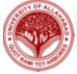 UNIVERSITY OF ALLAHABAD
QUOT RAMI TOT ARBORES